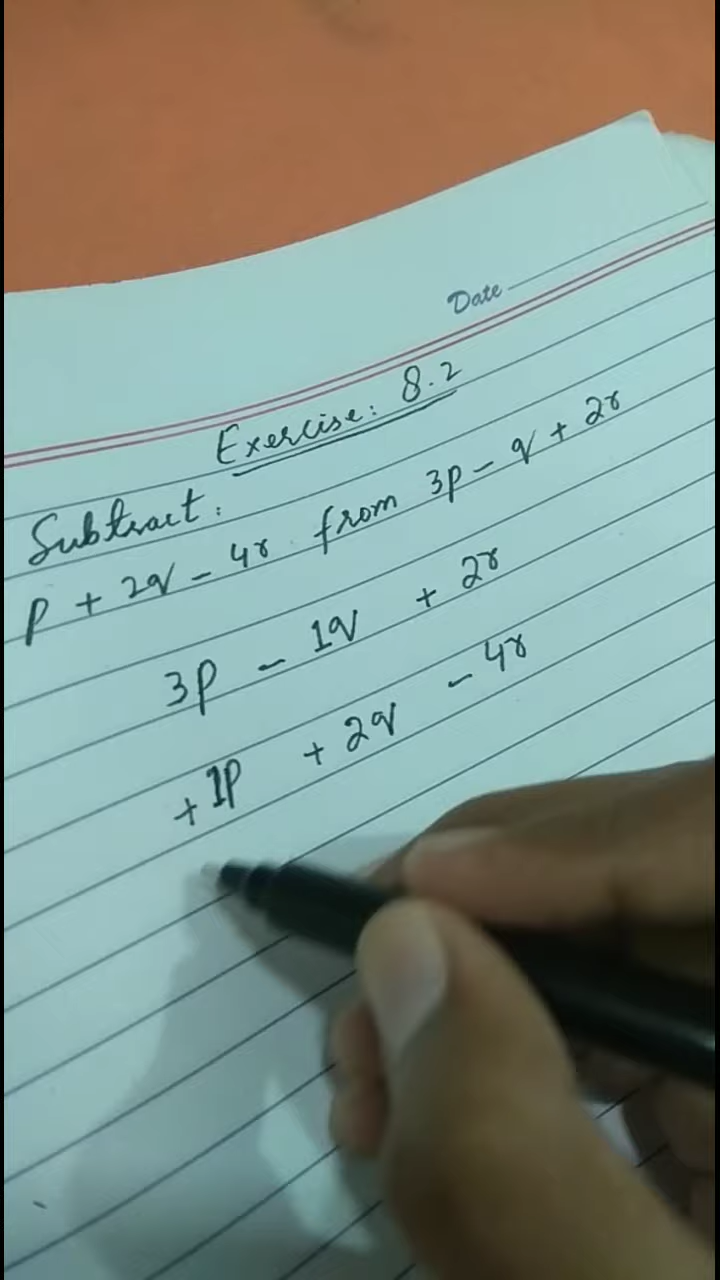 Date
Exercise: 8.2
Subtract:
p + 2q - 4r from 3p - q + 2r
3p - 1q + 2r
+1p + 2q - 4r